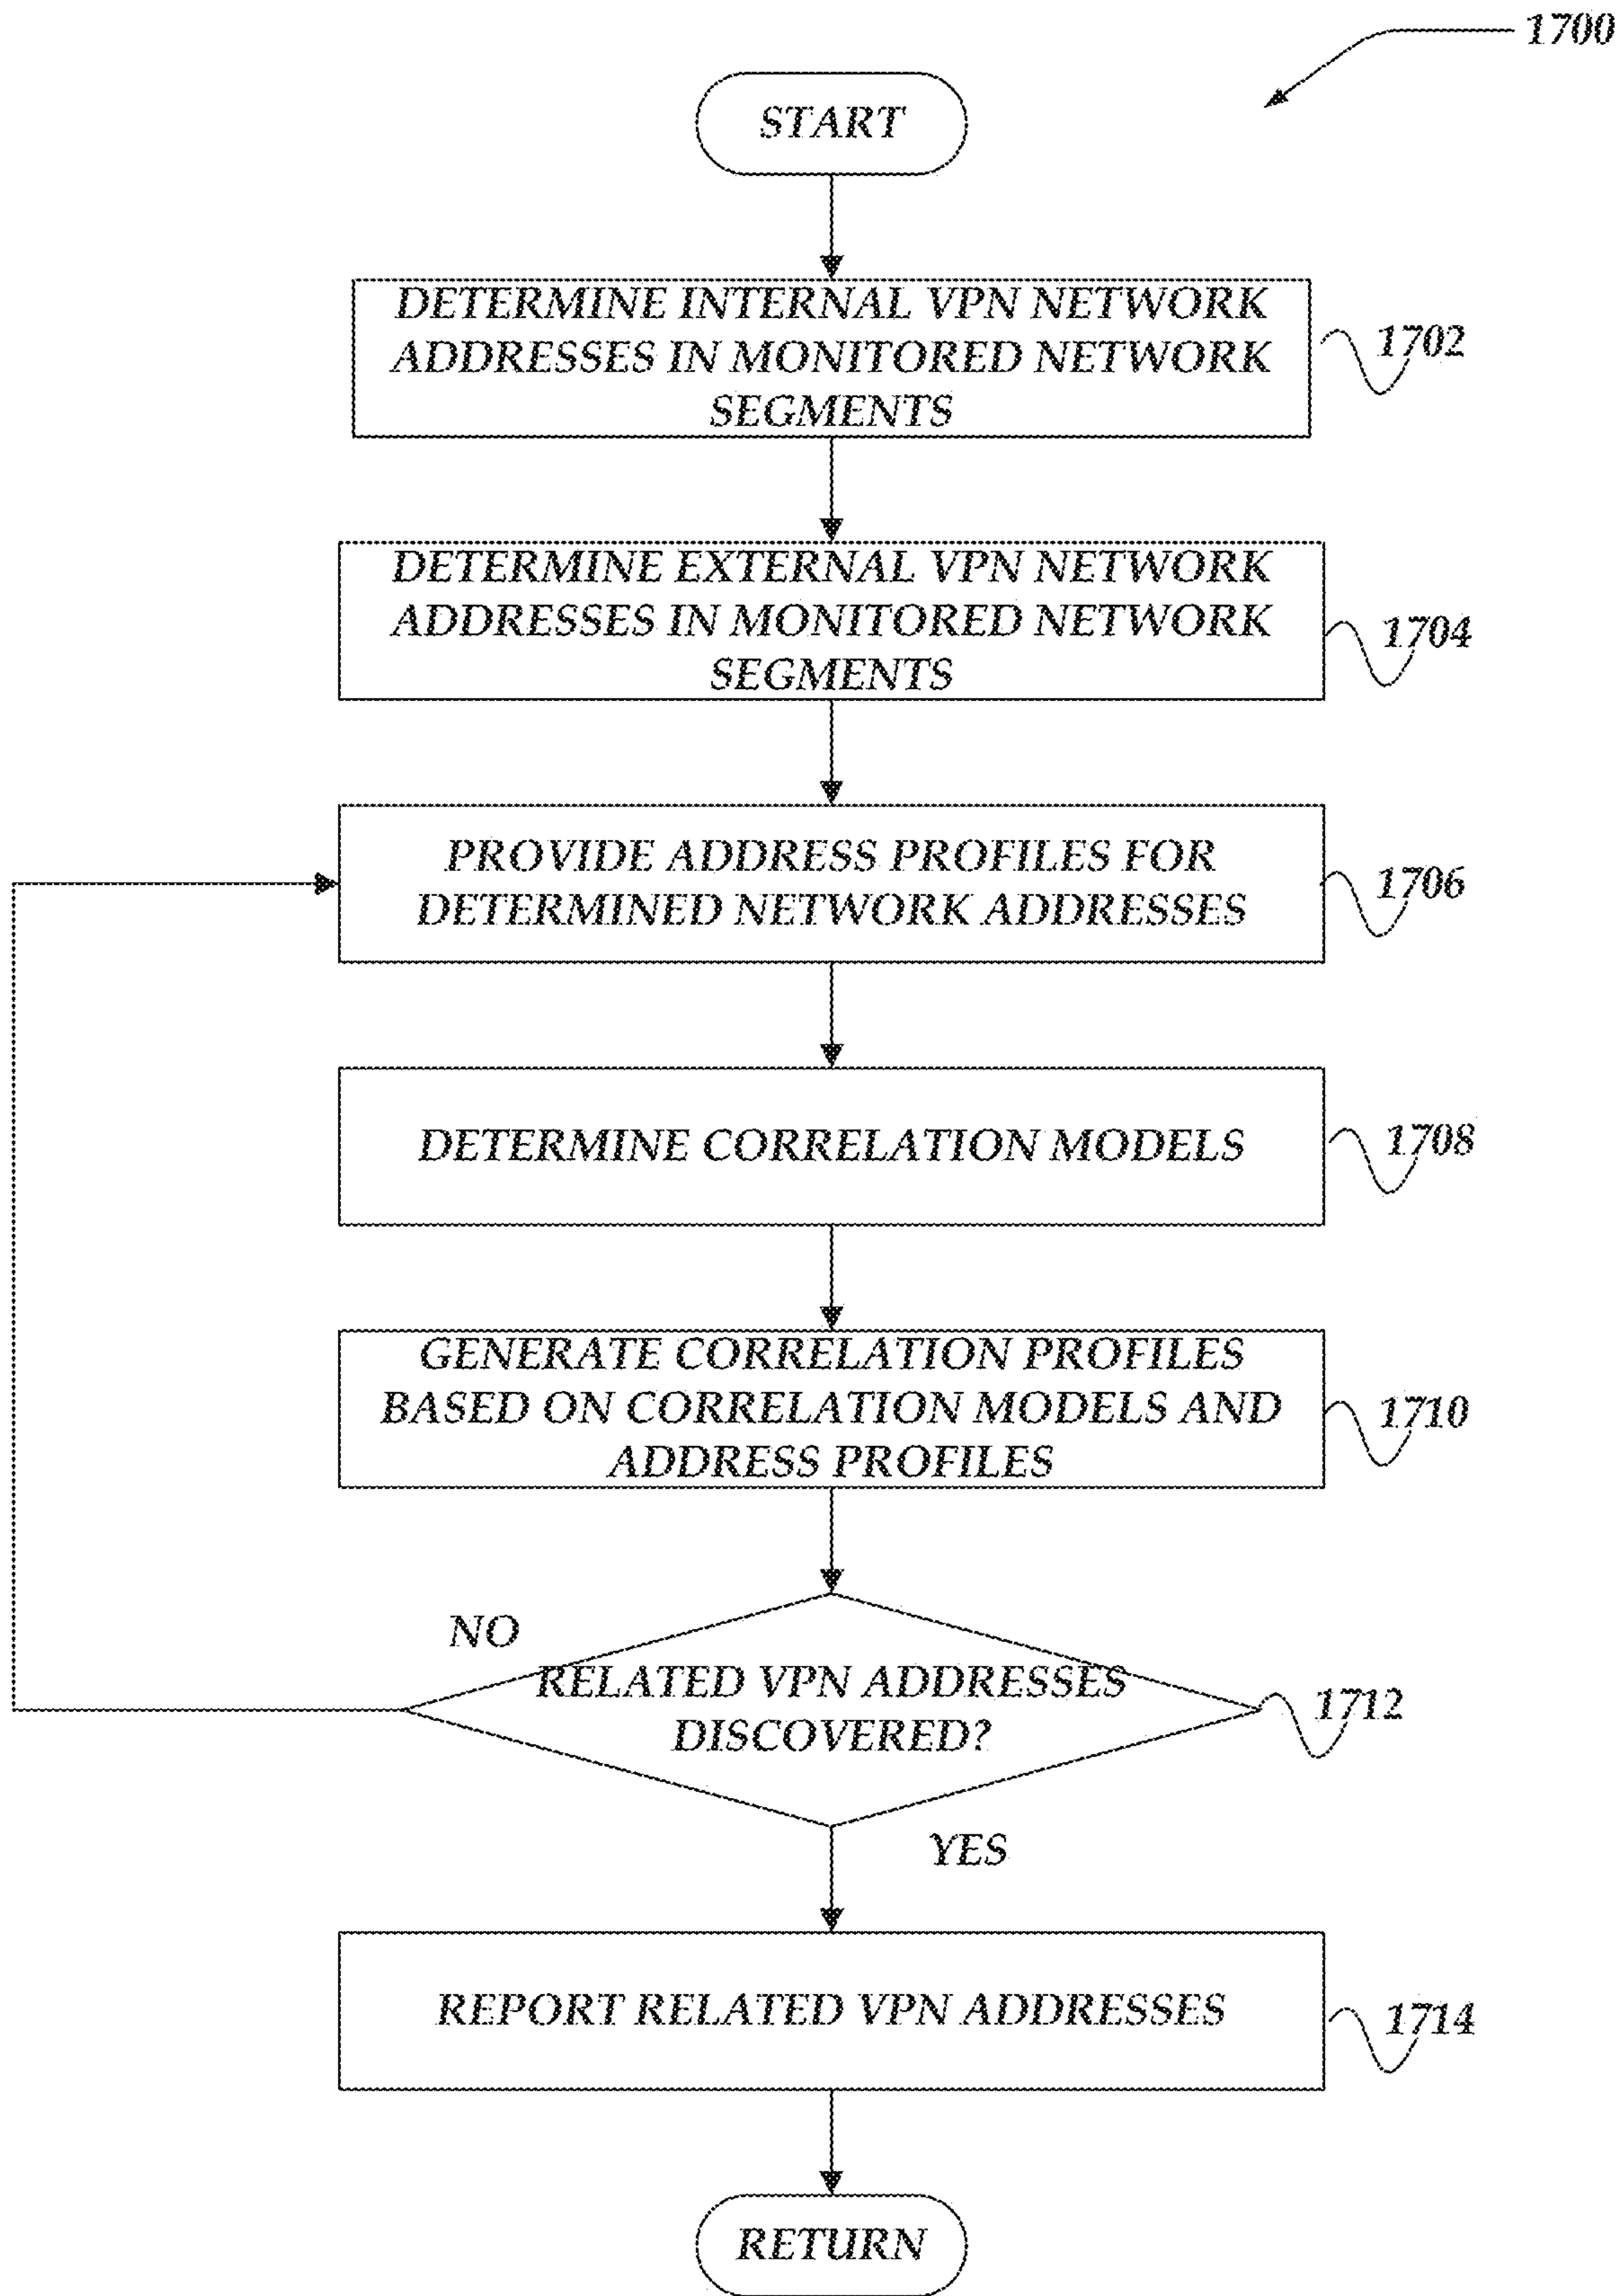 1700
START
DETERMINE INTERNAL VPN NETWORK
ADDRESSES IN MONITORED NETWORK
SEGMENTS
1702
DETERMINE EXTERNAL VPN NETWORK
ADDRESSES IN MONITORED NETWORK
SEGMENTS
1704
PROVIDE ADDRESS PROFILES FOR
DETERMINED NETWORK ADDRESSES
1706
DETERMINE CORRELATION MODELS
1708
GENERATE CORRELATION PROFILES
BASED ON CORRELATION MODELS AND
ADDRESS PROFILES
1710
NO
RELATED VPN ADDRESSES
DISCOVERED?
1712
YES
REPORT RELATED VPN ADDRESSES
1714
RETURN